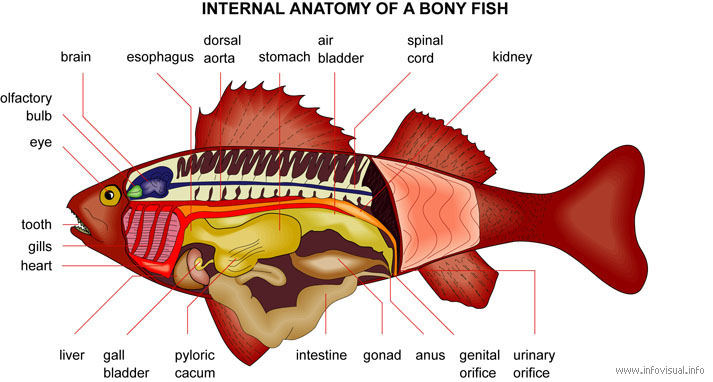 INTERNAL ANATOMY OF A BONY FISH
brain
esophagus
dorsal
aorta
stomach
air
bladder
spinal
cord
kidney
olfactory
bulb
eye
tooth
gills
heart
liver
gall
bladder
pyloric
cacum
intestine
gonad
anus
genital
orifice
urinary
orifice
© www.infovisual.info